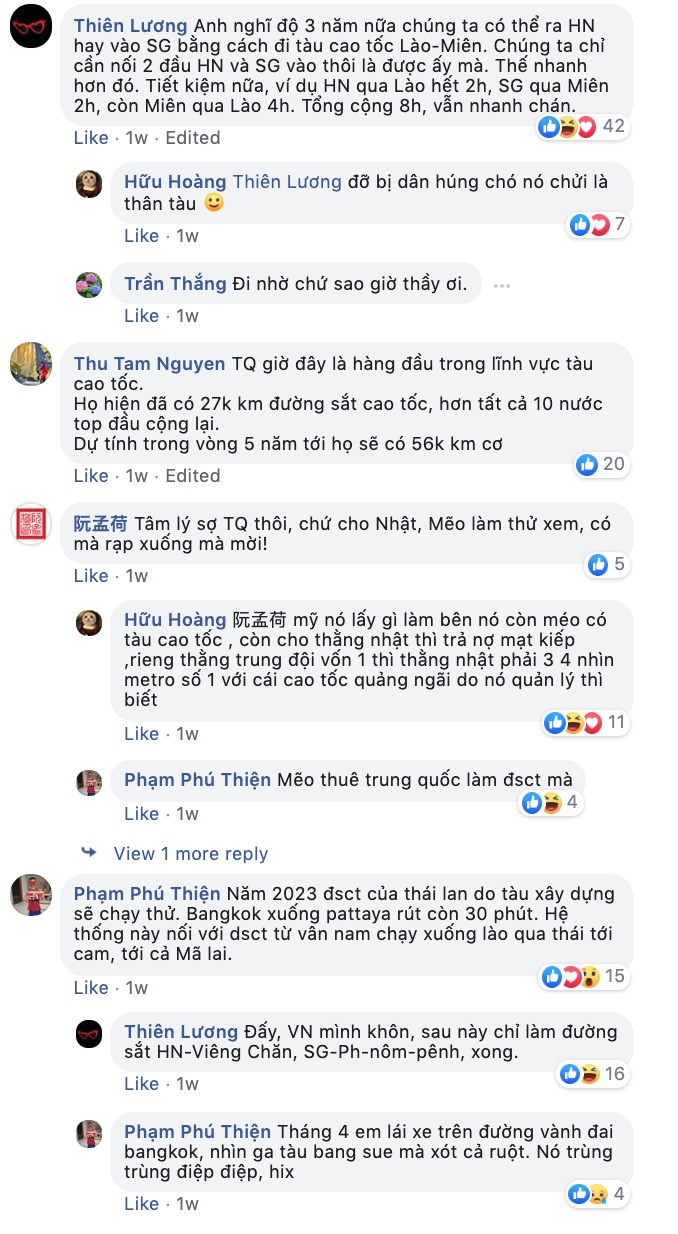 Thiên Lương Anh nghĩ độ 3 năm nữa chúng ta có thể ra HN
hay vào SG bằng cách đi tàu cao tốc Lào-Miên. Chúng ta chỉ
cần nối 2 đầu HN và SG vào thôi là được ấy mà. Thế nhanh
hơn đó. Tiết kiệm nữa, ví dụ HN qua Lào hết 2h, SG qua Miên
2h, còn Miên qua Lào 4h. Tổng cộng 8h, vẫn nhanh chán.
42
Like · 1w · Edited
Hữu Hoàng Thiên Lương đỡ bị dân húng chó nó chửi là
thân tàu 🙂
7
Like · 1w
Trần Thắng Đi nhờ chứ sao giờ thầy ơi.
Like · 1w
Thu Tam Nguyen TQ giờ đây là hàng đầu trong lĩnh vực tàu
cao tốc.
Họ hiện đã có 27k km đường sắt cao tốc, hơn tất cả 10 nước
top đầu cộng lại.
Dự tính trong vòng 5 năm tới họ sẽ có 56k km cơ
20
Like · 1w · Edited
阮孟荷 Tâm lý sợ TQ thôi, chứ cho Nhật, Mẽo làm thử xem, có
mà rạp xuống mà mời!
5
Like · 1w
Hữu Hoàng 阮孟荷 mỹ nó lấy gì làm bên nó còn méo có
tàu cao tốc , còn cho thằng nhật thì trả nợ mạt kiếp
,rieng thằng trung đội vốn 1 thì thằng nhật phải 3 4 nhìn
metro số 1 với cái cao tốc quảng ngãi do nó quản lý thì
biết
11
Like · 1w
Phạm Phú Thiện Mẽo thuê trung quốc làm đsct mà
4
Like · 1w
View 1 more reply
Phạm Phú Thiện Năm 2023 đsct của thái lan do tàu xây dựng
sẽ chạy thử. Bangkok xuống pattaya rút còn 30 phút. Hệ
thống này nối với dsct từ vân nam chạy xuống lào qua thái tới
cam, tới cả Mã lai.
15
Like · 1w
Thiên Lương Đấy, VN mình khôn, sau này chỉ làm đường
sắt HN-Viêng Chăn, SG-Ph-nôm-pênh, xong.
16
Like · 1w
Phạm Phú Thiện Tháng 4 em lái xe trên đường vành đai
bangkok, nhìn ga tàu bang sue mà xót cả ruột. Nó trùng
trùng điệp điệp, hix
4
Like · 1w